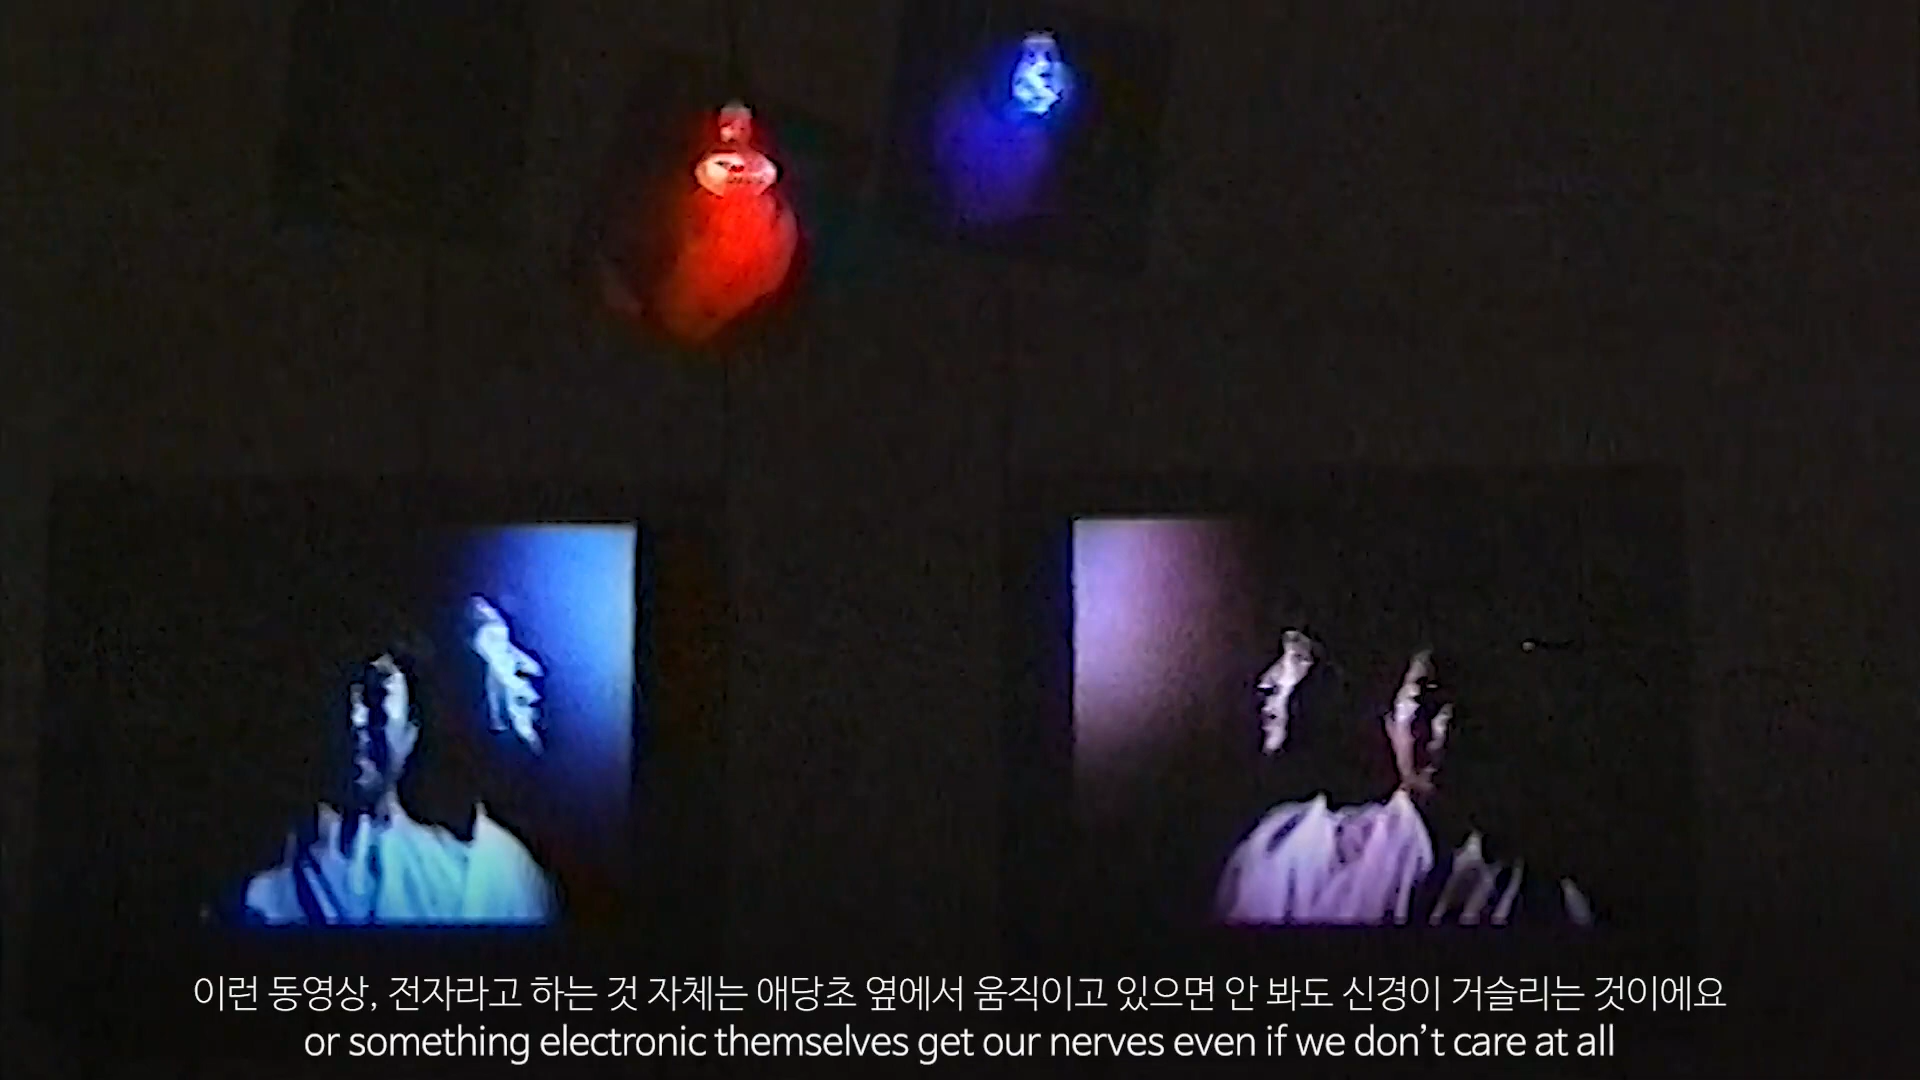 이런 동영상, 전자라고 하는 것 자체는 애당초 옆에서 움직이고 있으면 안 봐도 신경이 거슬리는 것이에요
or something electronic themselves get our nerves even if we don’t care at all